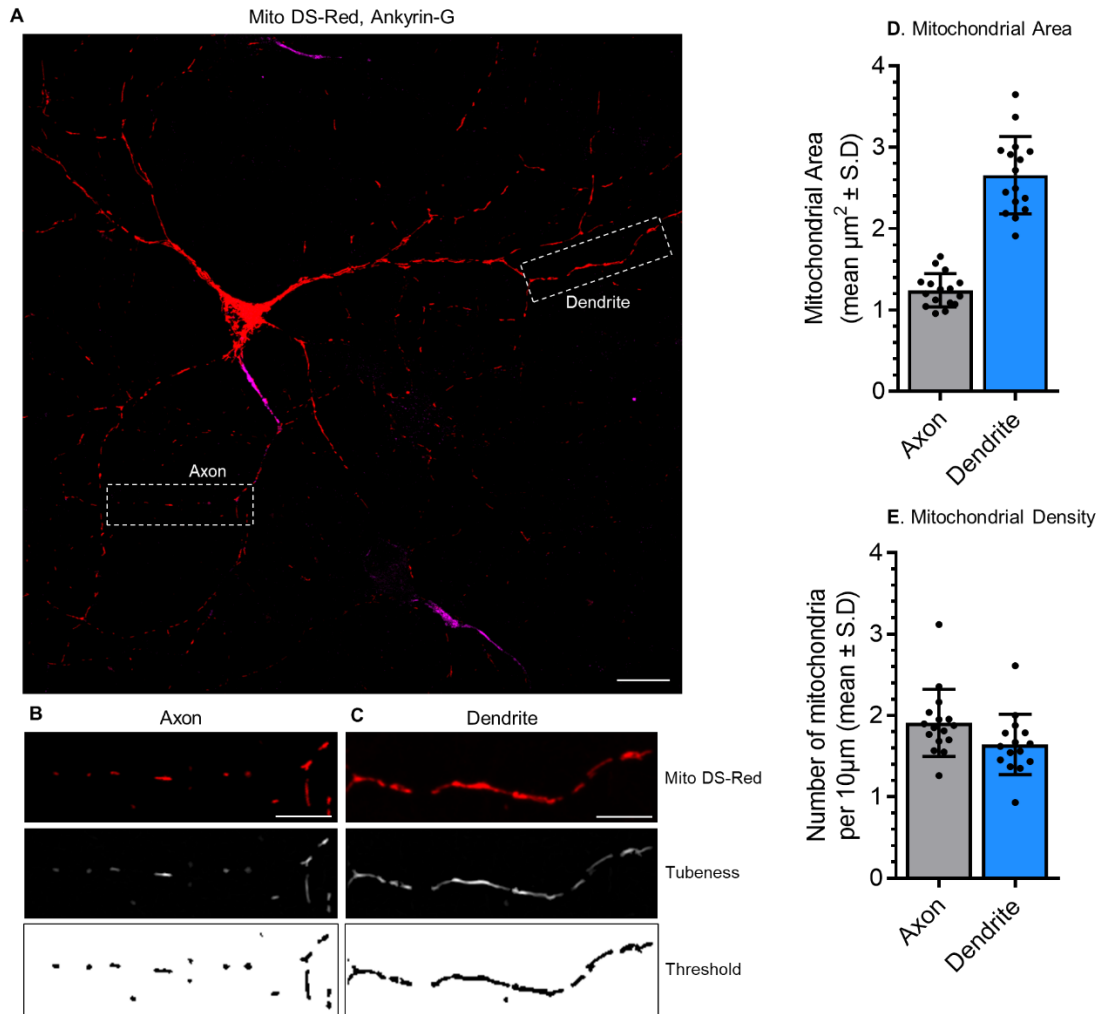 A
Mito DS-Red, Ankyrin-G
Dendrite
Axon
B
Axon
C
Dendrite
Mito DS-Red
Tubeness
Threshold
D. Mitochondrial Area
Mitochondrial Area
(mean µm² ± S.D)
4
3
2
1
0
Axon
Dendrite
E. Mitochondrial Density
Number of mitochondria
per 10µm (mean ± S.D)
4
3
2
1
0
Axon
Dendrite